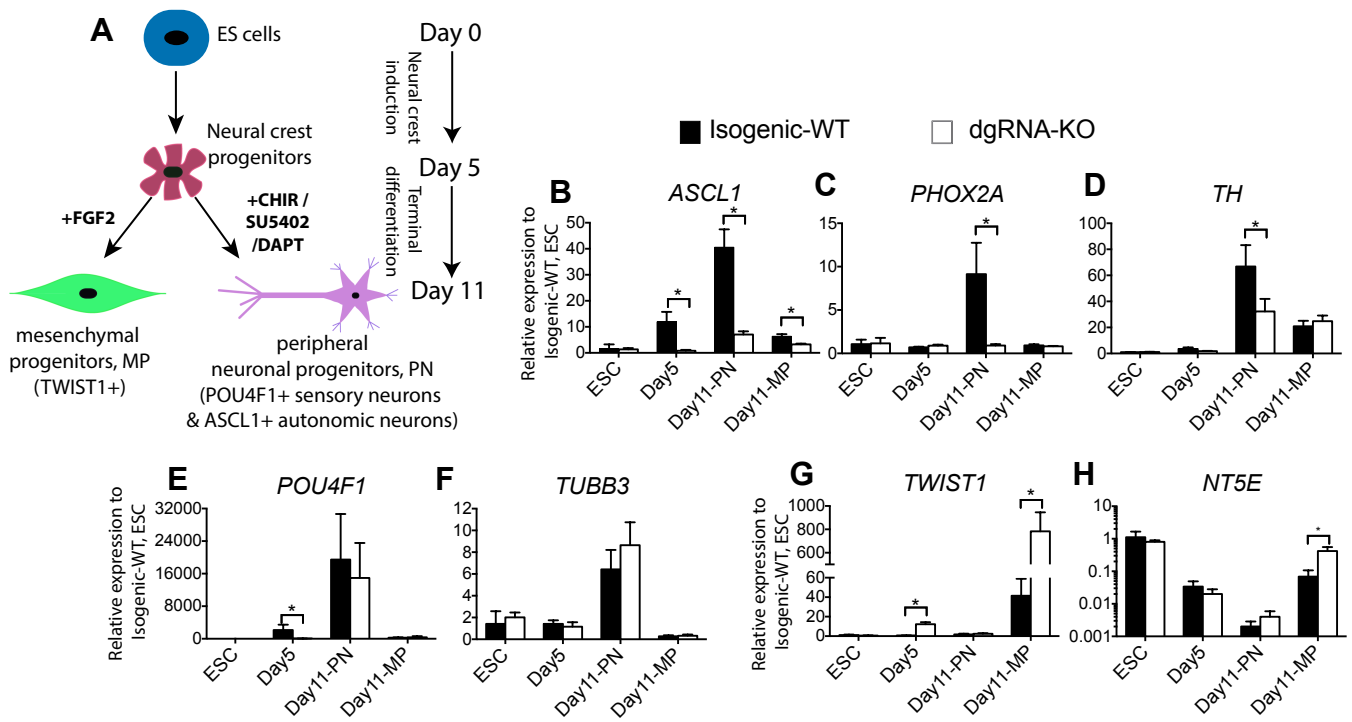 A
ES cells
Day 0
Neural crest
induction
Neural crest
progenitors
Day 5
+FGF2
+CHIR /
SU5402
/DAPT
Terminal
differentiation
Day 11
mesenchymal
progenitors, MP
(TWIST1+)
peripheral
neuronal progenitors, PN
(POU4F1+ sensory neurons
& ASCL1+ autonomic neurons)
Isogenic-WT
dgRNA-KO
B
ASCL1
Relative expression to
Isogenic-WT, ESC
50
40
30
20
10
0
*
*
*
ESC
Day5
Day11-PN
Day11-MP
C
PHOX2A
15
10
5
0
*
ESC
Day5
Day11-PN
Day11-MP
D
TH
100
80
60
40
20
0
*
ESC
Day5
Day11-PN
Day11-MP
E
POU4F1
Relative expression to
Isogenic-WT, ESC
32000
24000
16000
8000
0
*
ESC
Day5
Day11-PN
Day11-MP
F
TUBB3
12
10
8
6
4
2
0
ESC
Day5
Day11-PN
Day11-MP
G
TWIST1
Relative expression to
Isogenic-WT, ESC
1000
800
600
400
60
40
20
0
*
*
ESC
Day5
Day11-PN
Day11-MP
H
NT5E
10
1
0.1
0.01
0.001
*
ESC
Day5
Day11-PN
Day11-MP